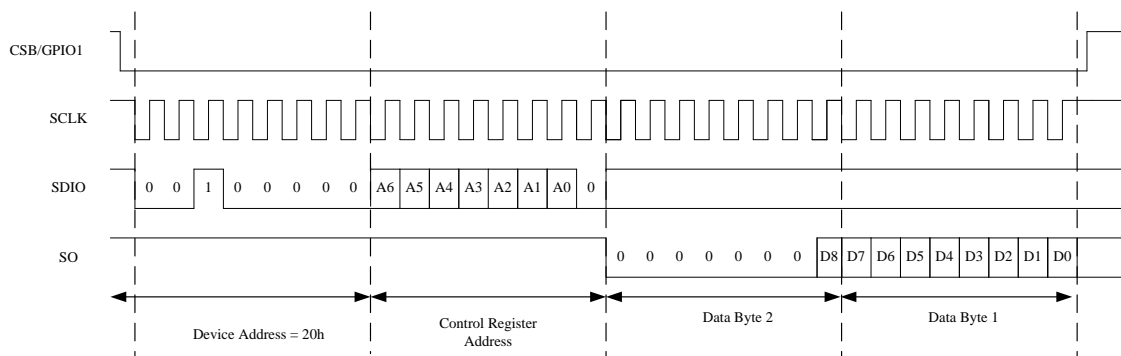 CSB/GPIO1
SCLK
SDIO 0 0 1 0 0 0 0 0 A6 A5 A4 A3 A2 A1 A0 0
SO 0 0 0 0 0 0 0 D8 D7 D6 D5 D4 D3 D2 D1 D0
Device Address = 20h
Control Register
Address
Data Byte 2
Data Byte 1